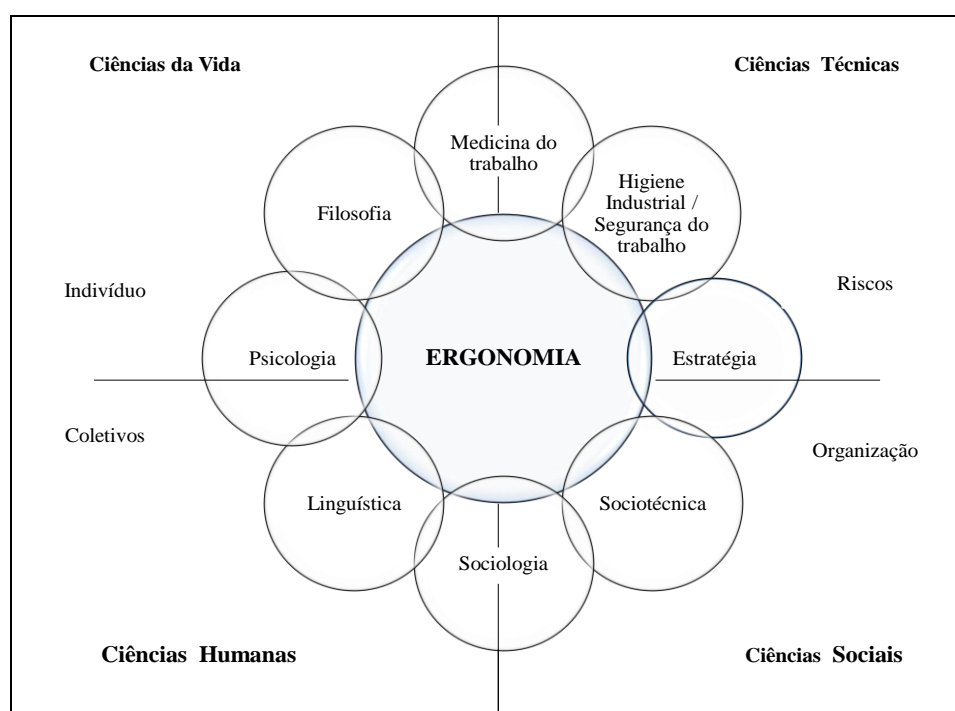 Ciências da Vida
Ciências Técnicas
Medicina do
trabalho
Higiene
Industrial /
Segurança do
trabalho
Filosofia
Indivíduo
Riscos
Psicologia
ERGONOMIA
Estratégia
Coletivos
Organização
Linguística
Sociotécnica
Sociologia
Ciências Humanas
Ciências Sociais